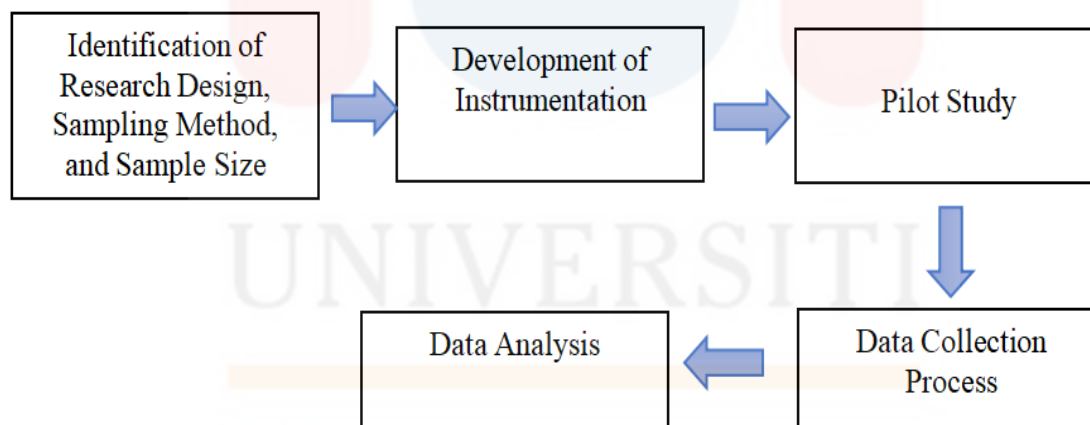 Identification of
Research Design,
Sampling Method,
and Sample Size
Development of
Instrumentation
Pilot Study
UNIVERSITI
Data Collection
Process
Data Analysis